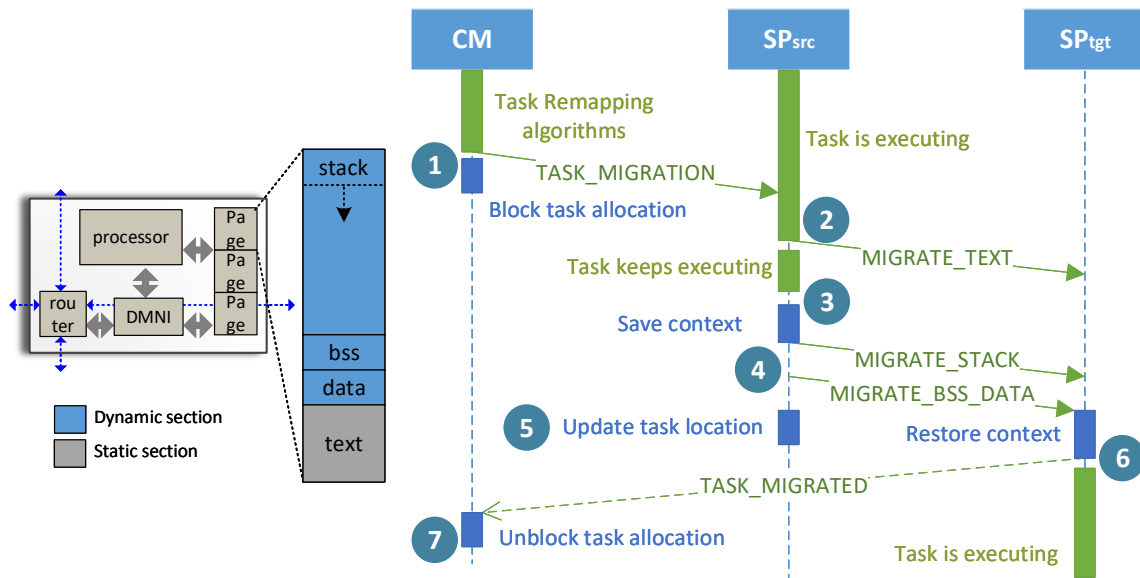 processor
Pa
ge
Pa
ge
Pa
ge
rou
ter
DMNI
Dynamic section
Static section
stack
bss
data
text
CM
SPsrc
SPtgt
Task Remapping
algorithms
Task is executing
1
TASK_MIGRATION
Block task allocation
2
MIGRATE_TEXT
Task keeps executing
3
Save context
MIGRATE_STACK
4
MIGRATE_BSS_DATA
5
Update task location
Restore context
6
TASK_MIGRATED
7
Unblock task allocation
Task is executing